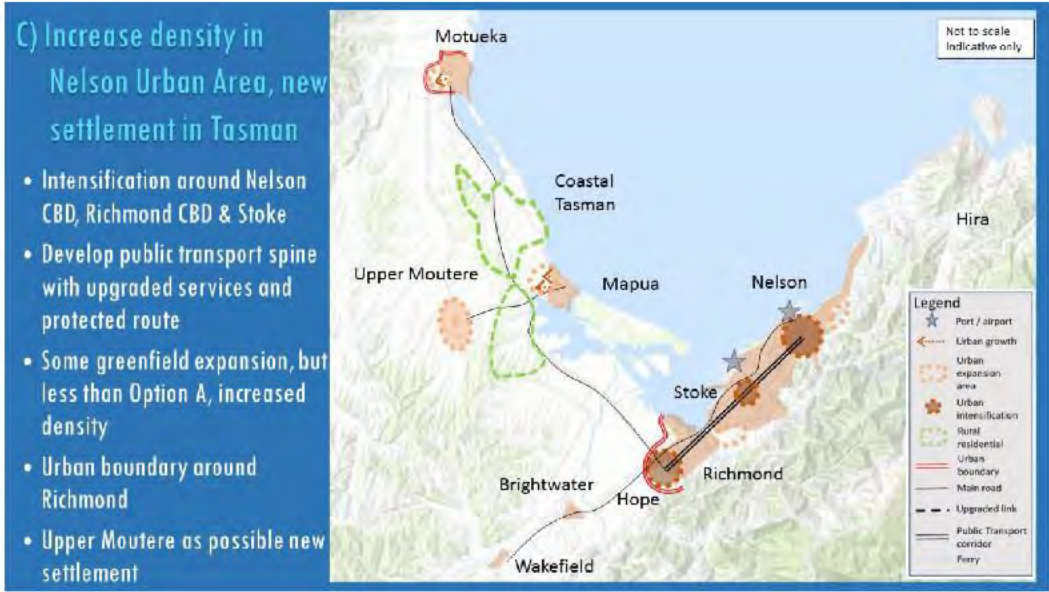 C) Increase density in
Nelson Urban Area, new
settlement in Tasman
• Intensification around Nelson
CBD, Richmond CBD & Stoke
• Develop public transport spine
with upgraded services and
protected route
• Some greenfield expansion, but
less than Option A, increased
density
• Urban boundary around
Richmond
• Upper Moutere as possible new
settlement
Not to scale
indicative only
Motueka
Coastal
Tasman
Hira
Upper Moutere
Mapua
Nelson
Stoke
Richmond
Brightwater
Hope
Wakefield
Legend
Port / airport
Urban growth
Urban
expansion
area
Urban
intensification
Rural
residential
Urban
boundary
Main road
Upgraded link
Public Transport
corridor
Ferry